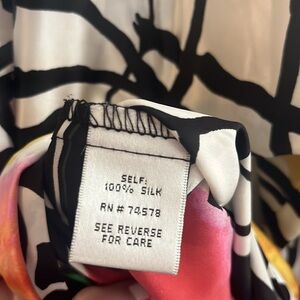 SELF:
100% SILK
RN # 74578
SEE REVERSE
FOR CARE